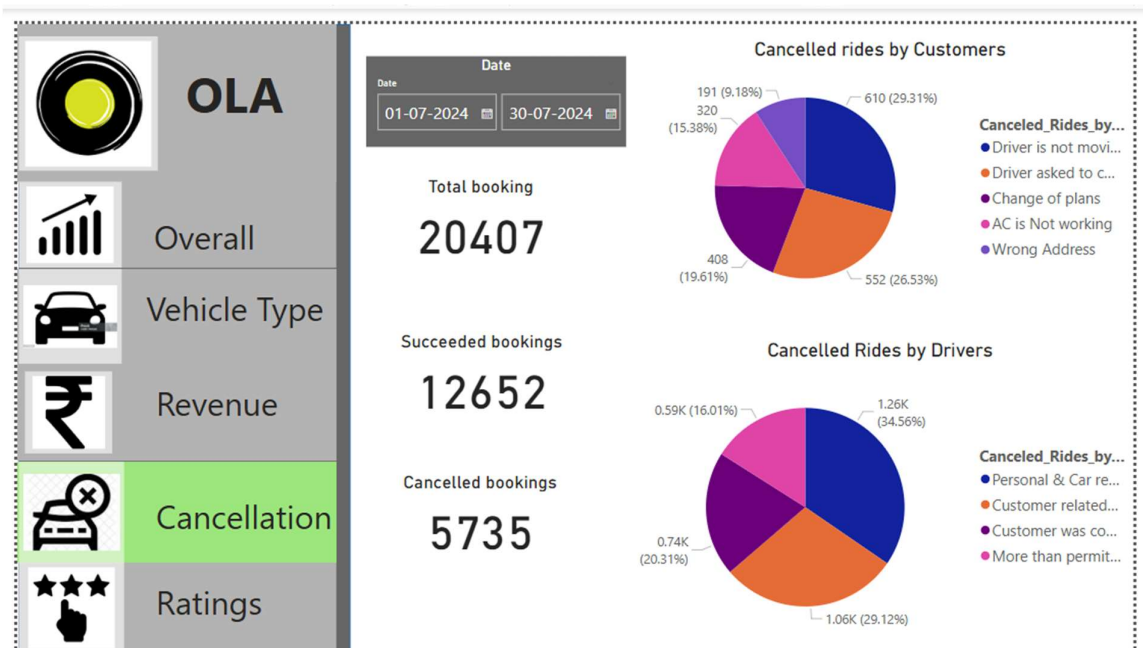 OLA
Overall
Vehicle Type
Revenue
Cancellation
Ratings
Date
Date
01-07-2024
30-07-2024
Total booking
20407
Succeeded bookings
12652
Cancelled bookings
5735
Cancelled rides by Customers
191 (9.18%)
320
(15.38%)
408
(19.61%)
610 (29.31%)
552 (26.53%)
Canceled_Rides_by...
Driver is not movi...
Driver asked to c...
Change of plans
AC is Not working
Wrong Address
Cancelled Rides by Drivers
0.59K (16.01%)
0.74K
(20.31%)
1.26K
(34.56%)
1.06K (29.12%)
Canceled_Rides_by...
Personal & Car re...
Customer related...
Customer was co...
More than permit...